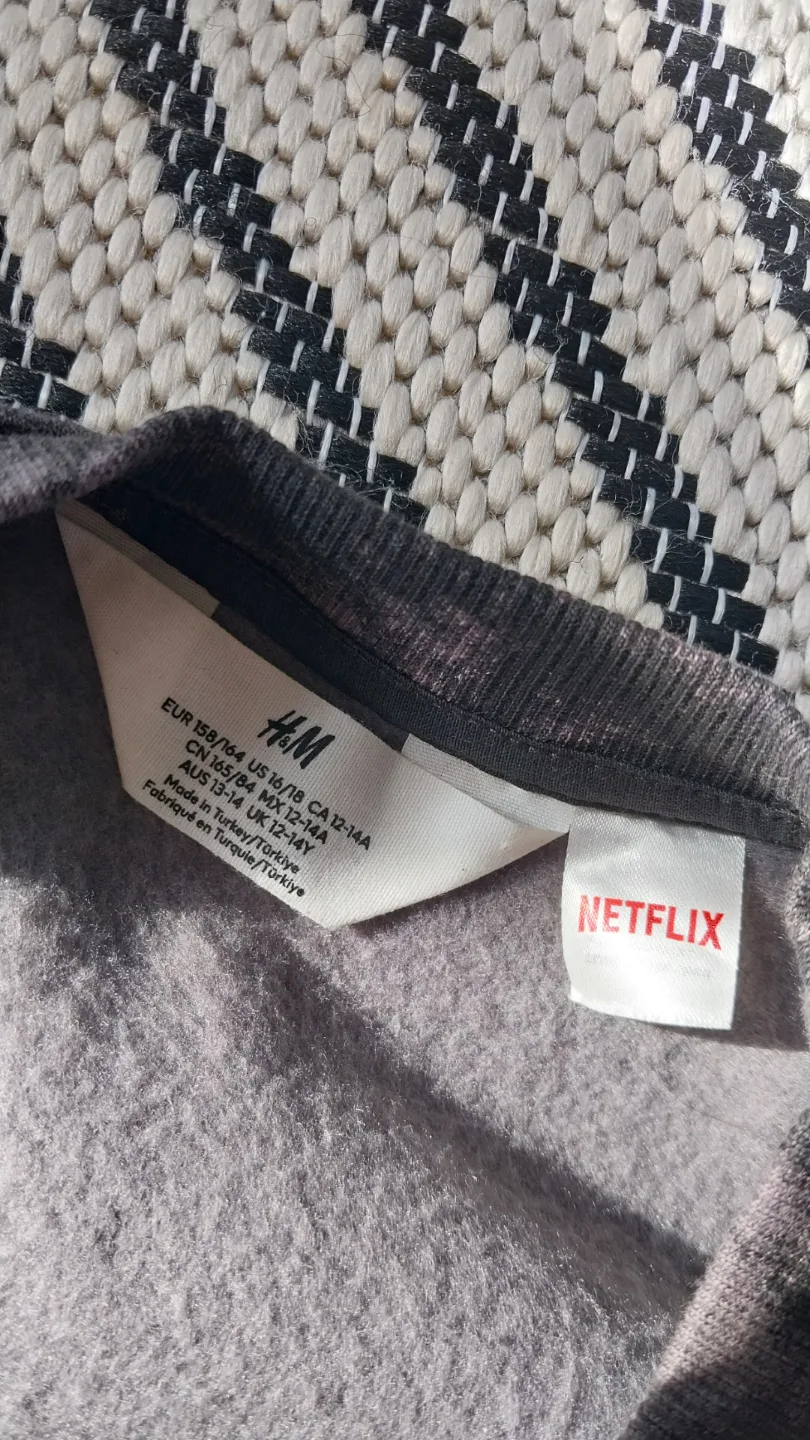 H&M
EUR 158/164 US 16/18 CA 12-14A
CN 165/84 MX 12-14A
AUS 13-14 UK 12-14Y
Made in Turkey/Türkiye
Fabriqué en Turquie/Türkiye
NETFLIX